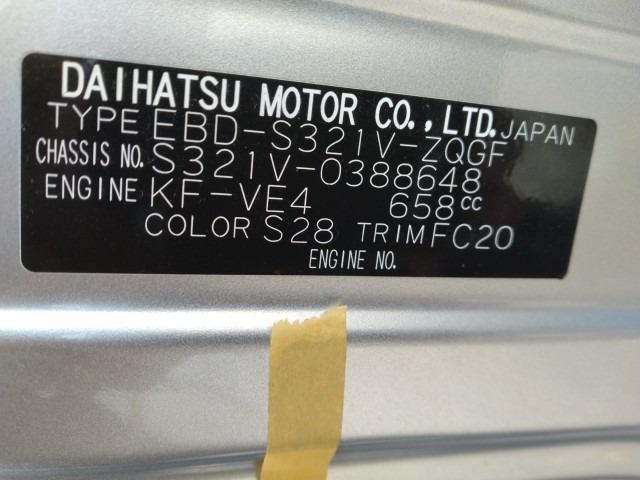 DAIHATSU MOTOR CO., LTD. JAPAN
TYPE EBD-S321V-ZQGF
CHASSIS NO. S321V-0388648
ENGINE KF-VE4 658cc
COLOR S28 TRIM FC20
ENGINE NO.